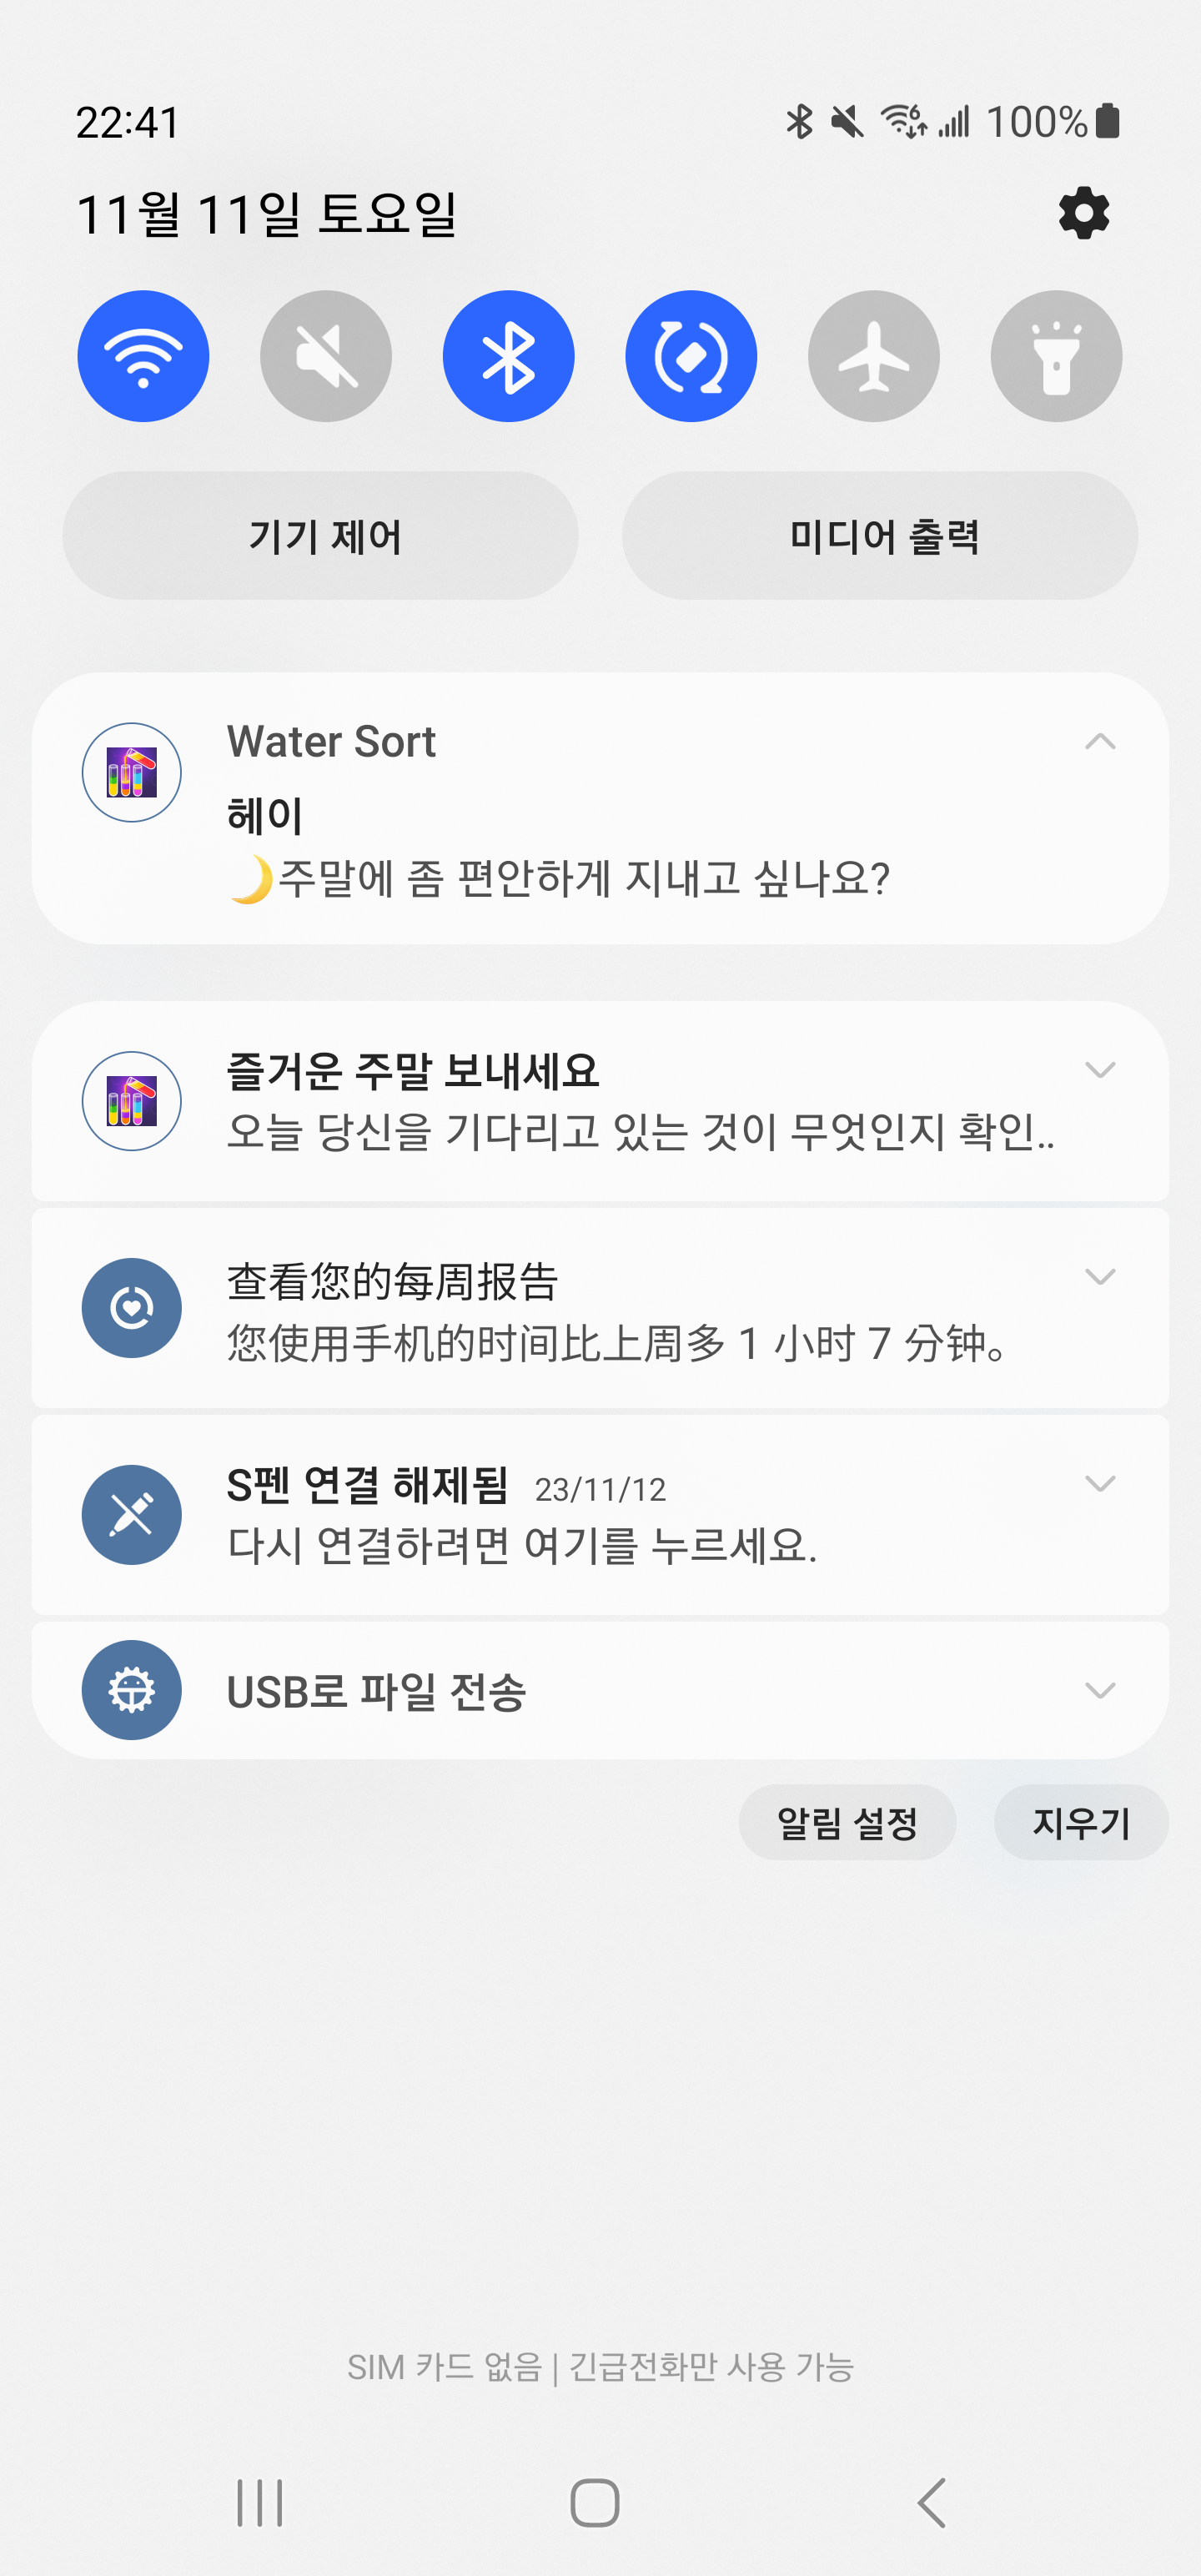 22:41
100%
11월 11일 토요일
기기 제어
미디어 출력
Water Sort
헤이
🌙주말에 좀 편안하게 지내고 싶나요?
즐거운 주말 보내세요
오늘 당신을 기다리고 있는 것이 무엇인지 확인..
查看您的每周报告
您使用手机的时间比上周多 1 小时 7 分钟。
S펜 연결 해제됨 23/11/12
다시 연결하려면 여기를 누르세요.
USB로 파일 전송
알림 설정
지우기
SIM 카드 없음 | 긴급전화만 사용 가능